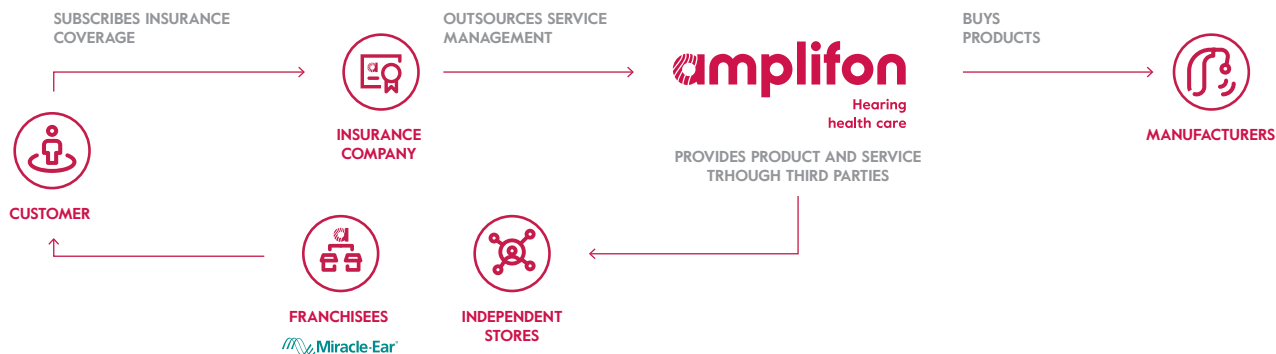 SUBSCRIBES INSURANCE
COVERAGE
OUTSOURCES SERVICE
MANAGEMENT
BUYS
PRODUCTS
amplifon
Hearing
health care
INSURANCE
COMPANY
MANUFACTURERS
PROVIDES PRODUCT AND SERVICE
TRHOUGH THIRD PARTIES
CUSTOMER
FRANCHISEES
Miracle-Ear®
INDEPENDENT
STORES